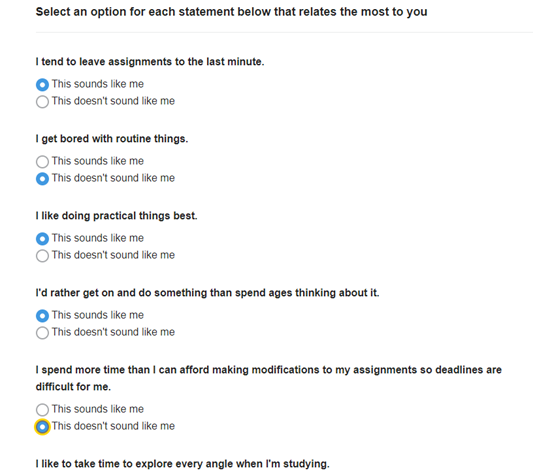 Select an option for each statement below that relates the most to you
I tend to leave assignments to the last minute.
This sounds like me
This doesn't sound like me
I get bored with routine things.
This sounds like me
This doesn't sound like me
I like doing practical things best.
This sounds like me
This doesn't sound like me
I'd rather get on and do something than spend ages thinking about it.
This sounds like me
This doesn't sound like me
I spend more time than I can afford making modifications to my assignments so deadlines are
difficult for me.
This sounds like me
This doesn't sound like me
I like to take time to explore every angle when I'm studying.